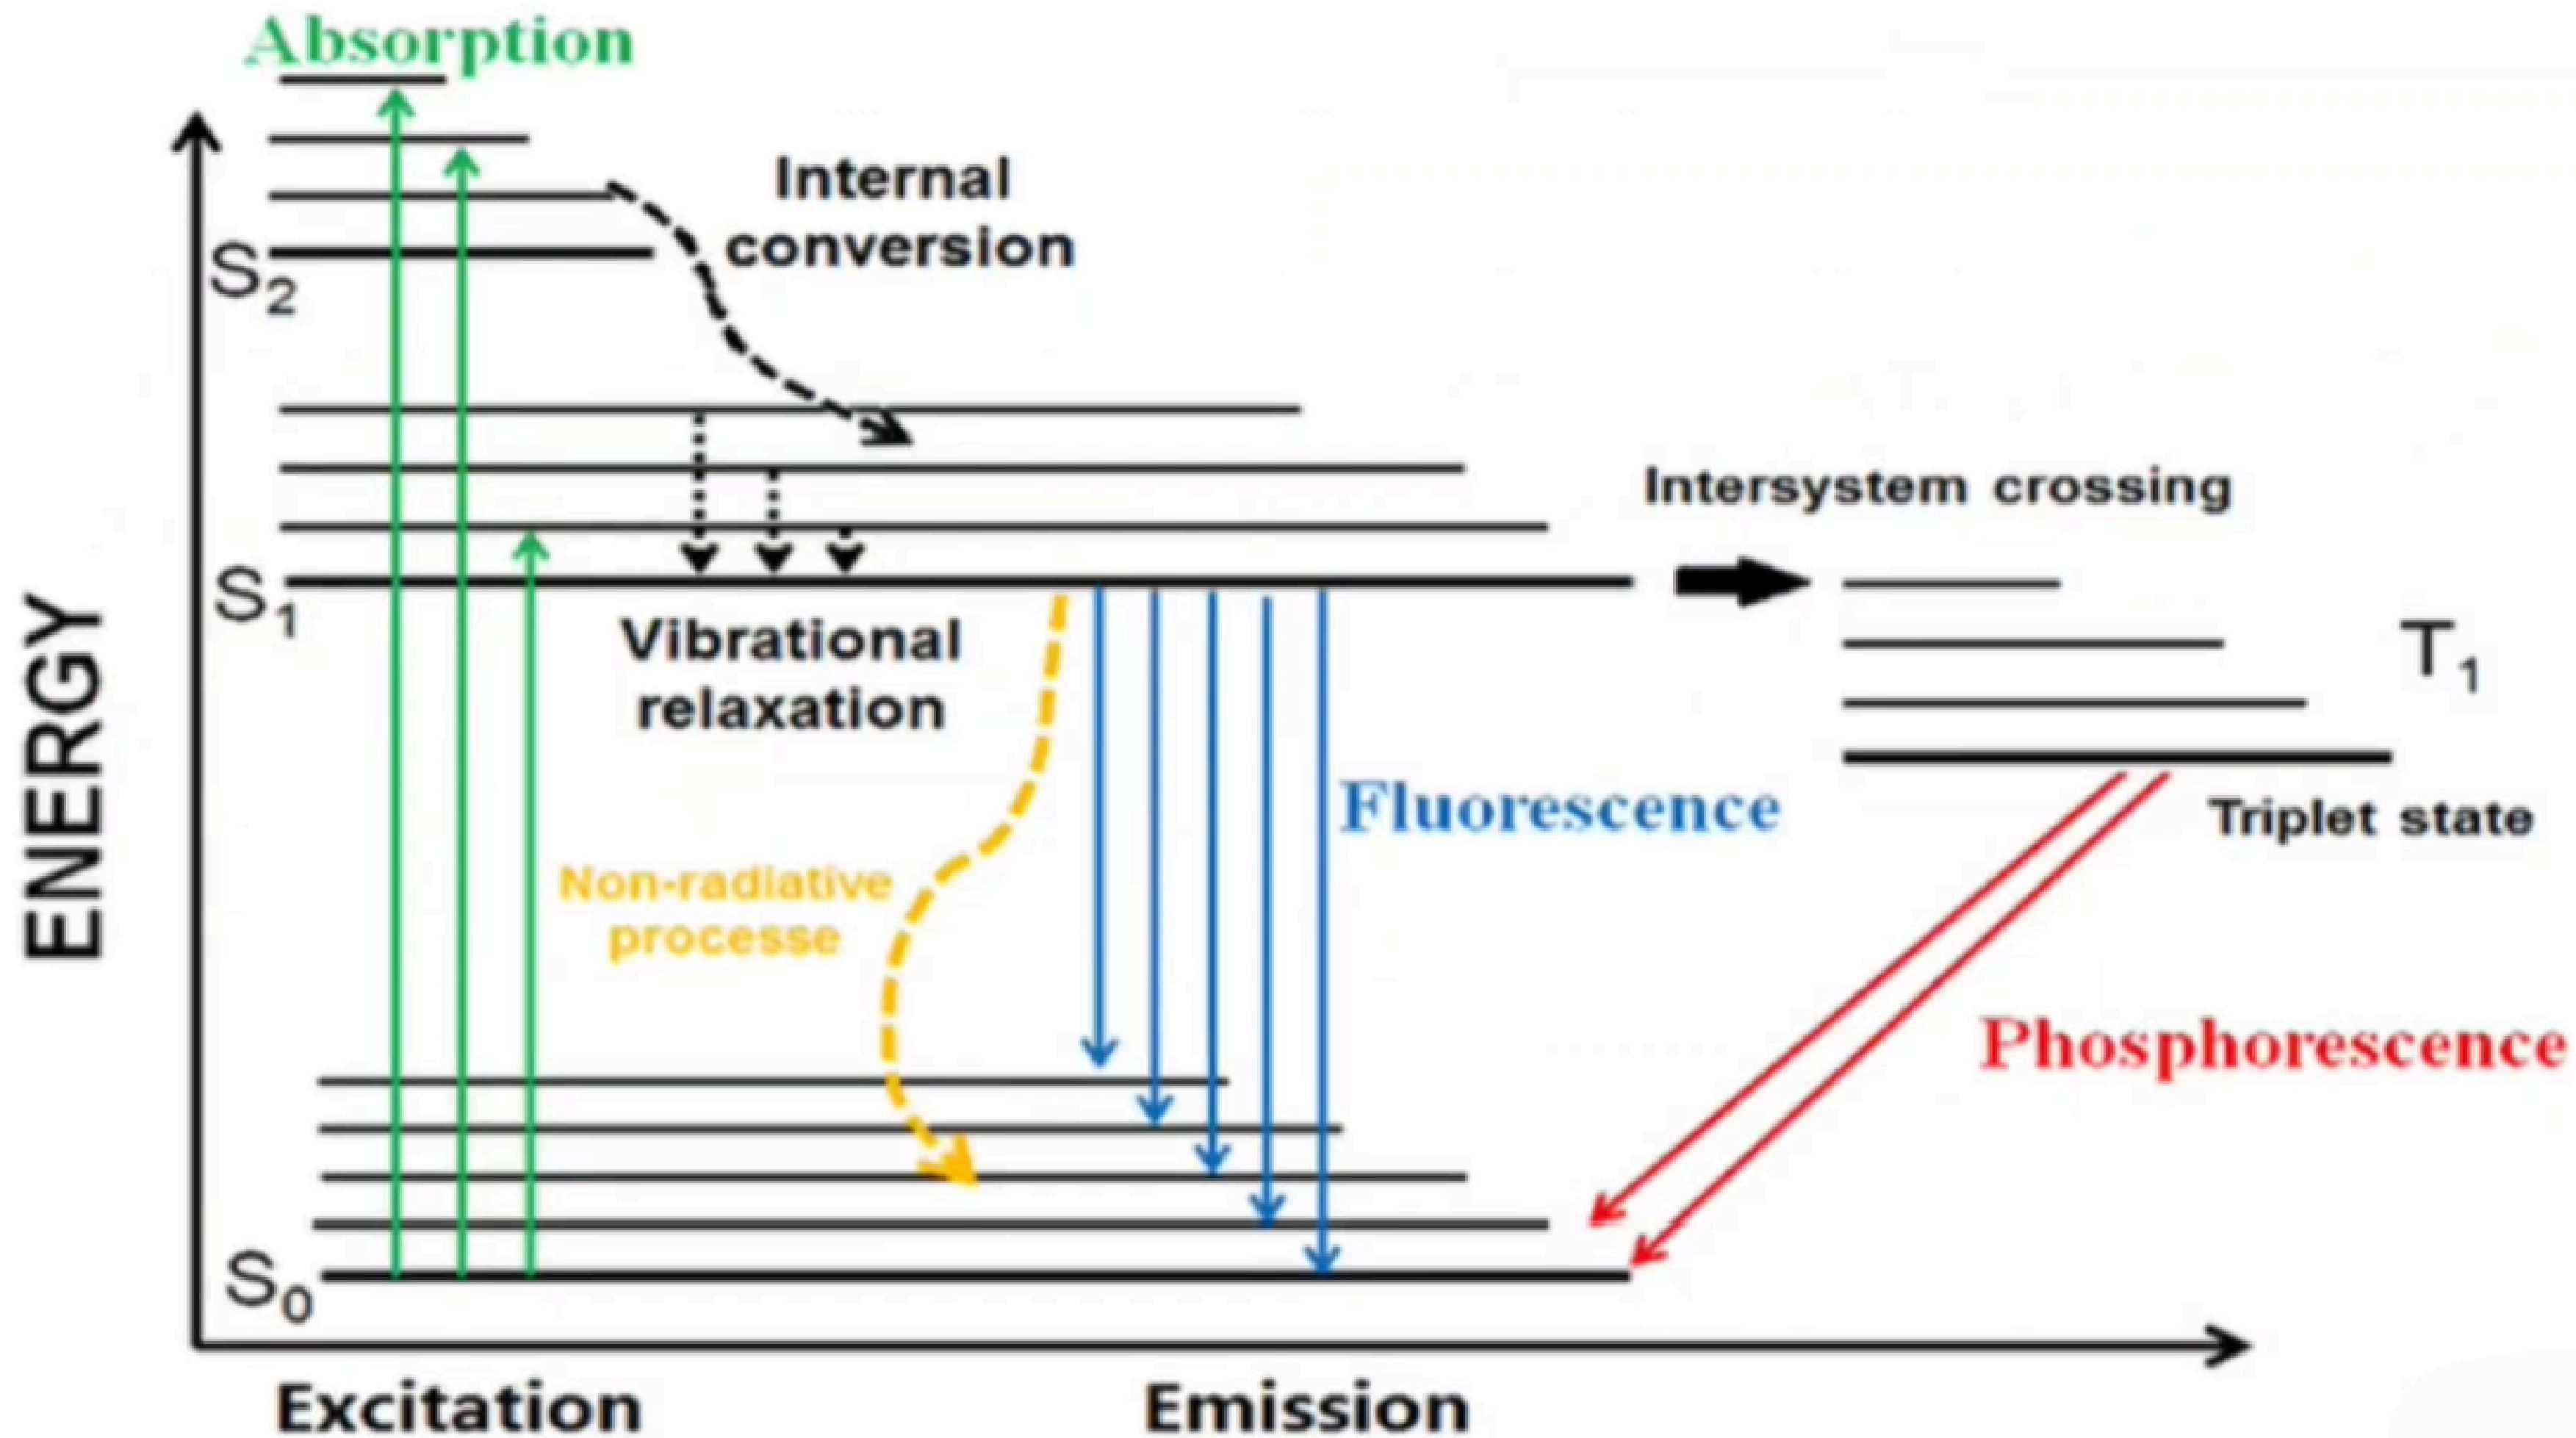 Absorption
Internal
conversion
S2
Intersystem crossing
S1
Vibrational
relaxation
T1
ENERGY
Fluorescence
Triplet state
Non-radiative
processe
Phosphorescence
S0
Excitation
Emission